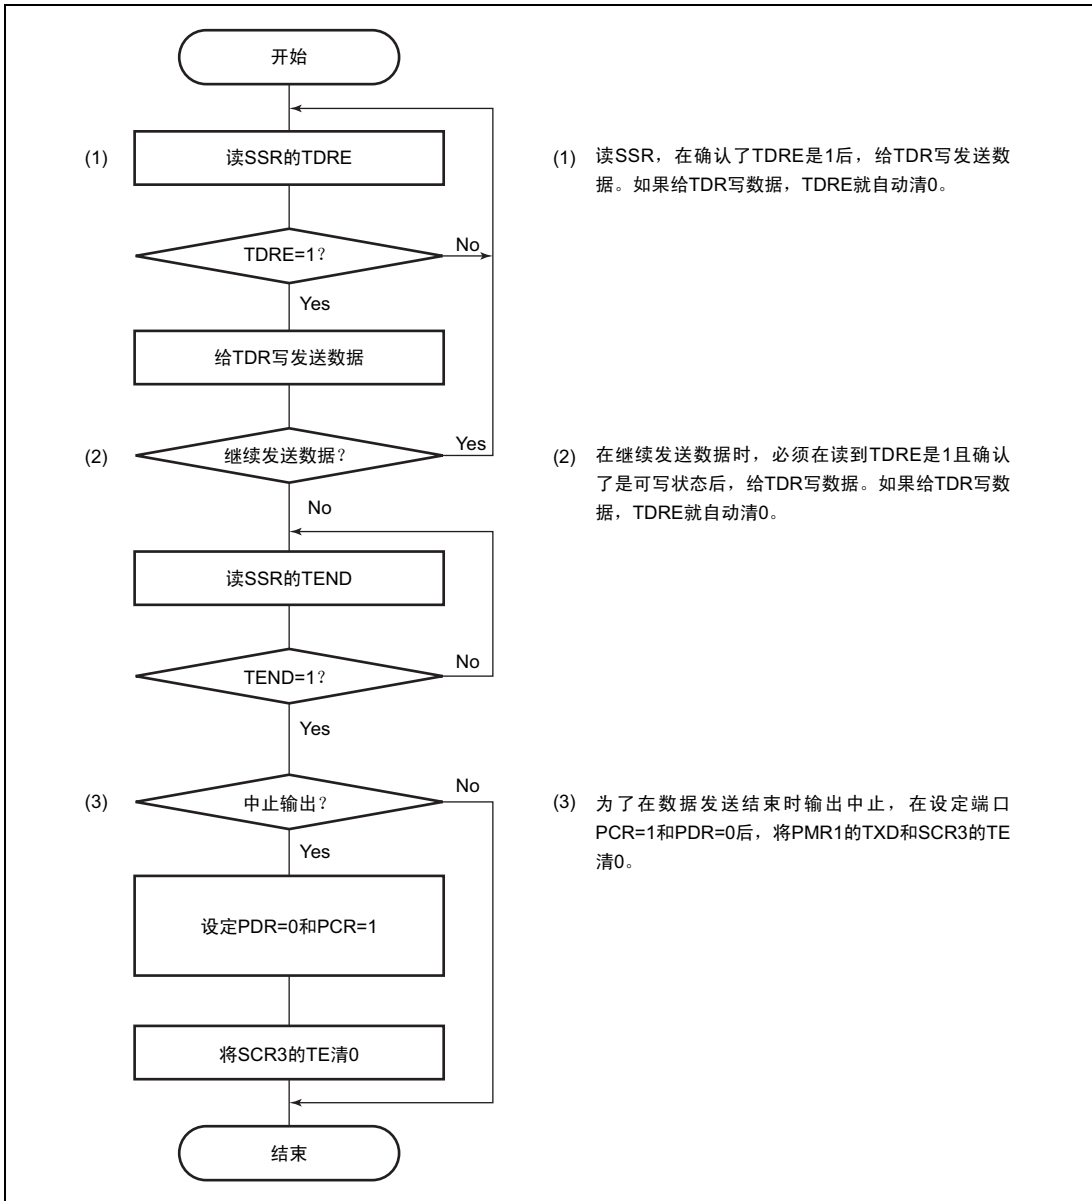 开始
(1) 读SSR的TDRE
(1) 读SSR，在确认了TDRE是1后，给TDR写发送数
据。如果给TDR写数据，TDRE就自动清0。
TDRE=1?
No
Yes
给TDR写发送数据
(2) 继续发送数据?
Yes
(2) 在继续发送数据时，必须在读到TDRE是1且确认
了是可写状态后，给TDR写数据。如果给TDR写数
据，TDRE就自动清0。
No
读SSR的TEND
TEND=1?
No
Yes
(3) 中止输出?
No
(3) 为了在数据发送结束时输出中止，在设定端口
PCR=1和PDR=0后，将PMR1的TXD和SCR3的TE
清0。
Yes
设定PDR=0和PCR=1
将SCR3的TE清0
结束